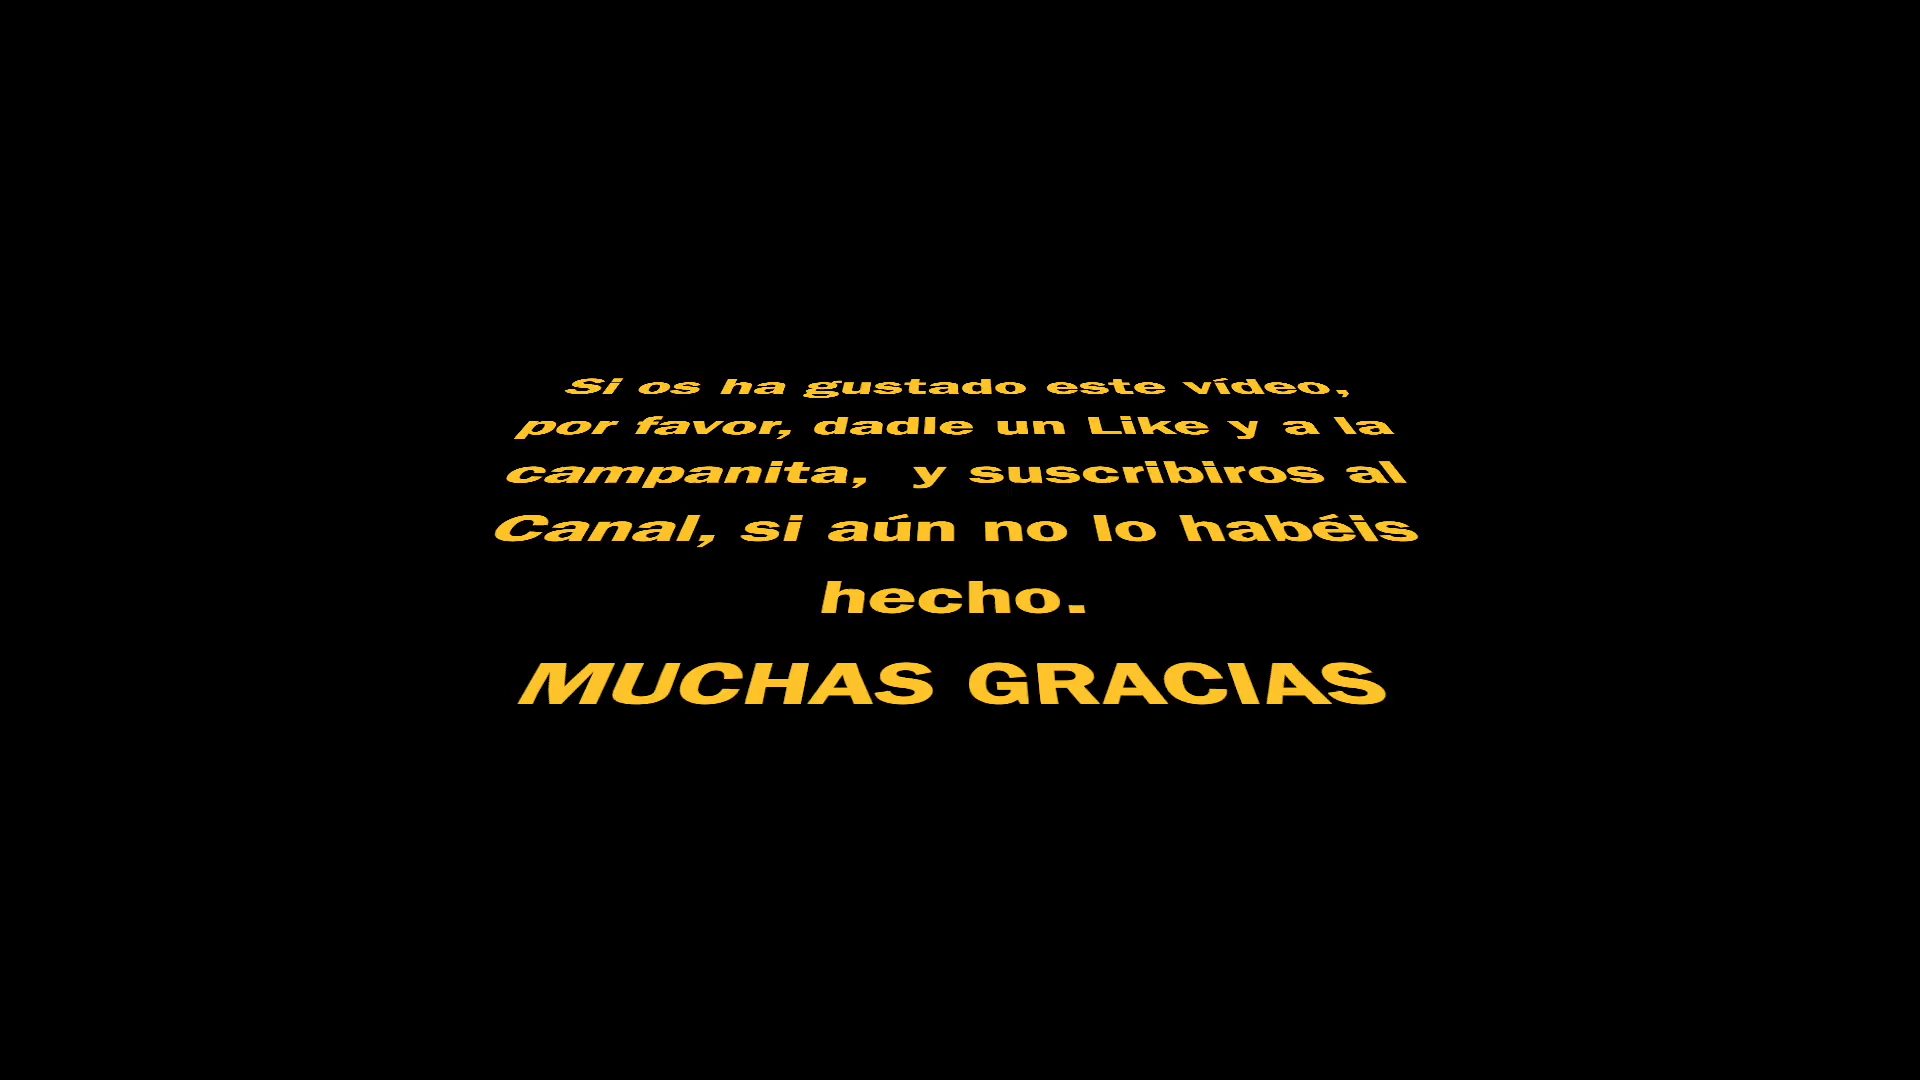 Si os ha gustado este vídeo,
por favor, dadle un Like y a la
campanita,  y suscribiros al
Canal, si aún no lo habéis
hecho.
MUCHAS GRACIAS